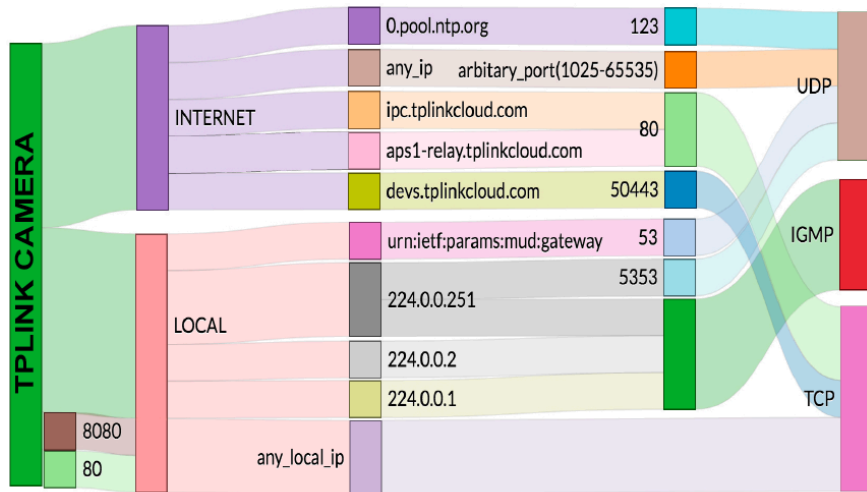 TPLINK CAMERA
8080
80
INTERNET
LOCAL
0.pool.ntp.org
any_ip
ipc.tplinkcloud.com
aps1-relay.tplinkcloud.com
devs.tplinkcloud.com
urn:ietf:params:mud:gateway
224.0.0.251
224.0.0.2
224.0.0.1
any_local_ip
123
arbitary_port(1025-65535)
80
50443
53
5353
UDP
IGMP
TCP